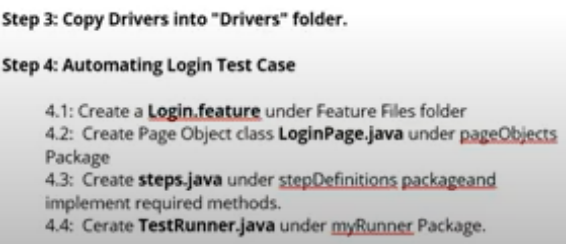 Step 3: Copy Drivers into "Drivers" folder.
Step 4: Automating Login Test Case
4.1: Create a Login.feature under Feature Files folder
4.2: Create Page Object class LoginPage.java under pageObjects
Package
4.3: Create steps.java under stepDefinitions packageand
implement required methods.
4.4: Cerate TestRunner.java under myRunner Package.